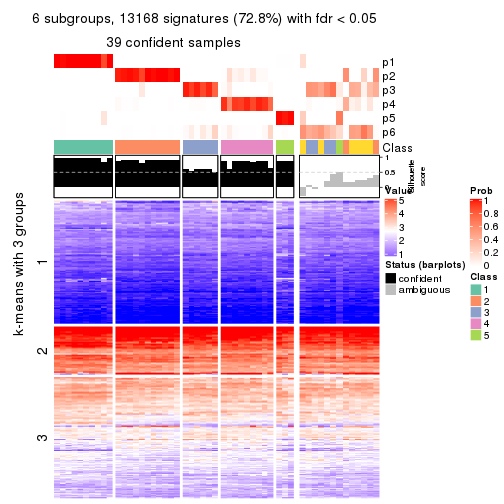 6 subgroups, 13168 signatures (72.8%) with fdr < 0.05
39 confident samples
p1
p2
p3
p4
p5
p6
Class
1
0.5
0
Silhouette
score
k-means with 3 groups
1
2
3
Value
5
4
3
2
1
Status (barplots)
confident
ambiguous
Prob
1
0.8
0.6
0.4
0.2
0
Class
1
2
3
4
5